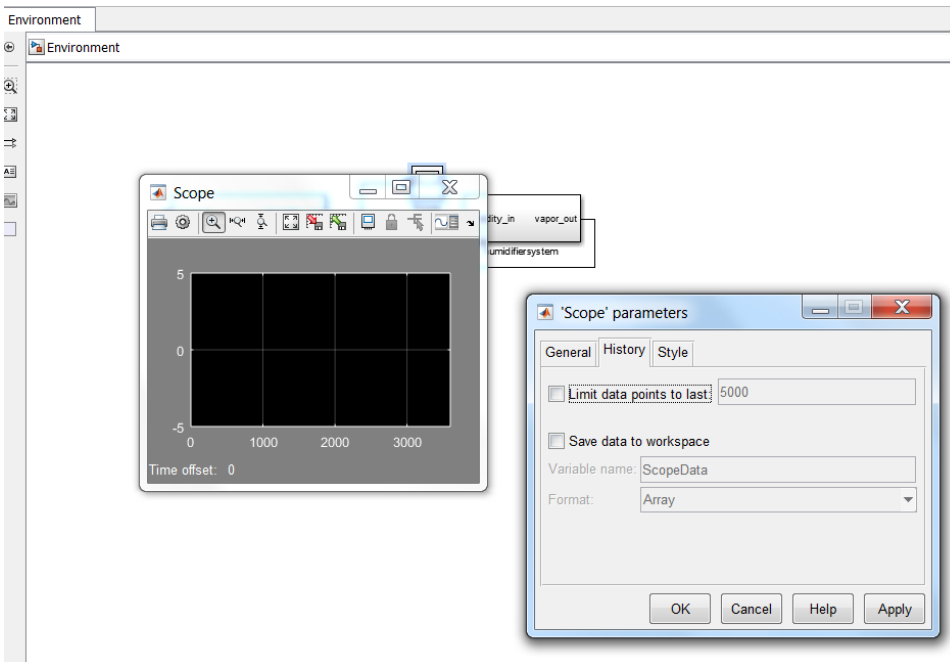 Environment
Environment
Scope
5
0
-5
0 1000 2000 3000
Time offset: 0
dity_in vapor_out
umidifiersystem
'Scope' parameters
General History Style
Limit data points to last: 5000
Save data to workspace
Variable name: ScopeData
Format: Array
OK Cancel Help Apply